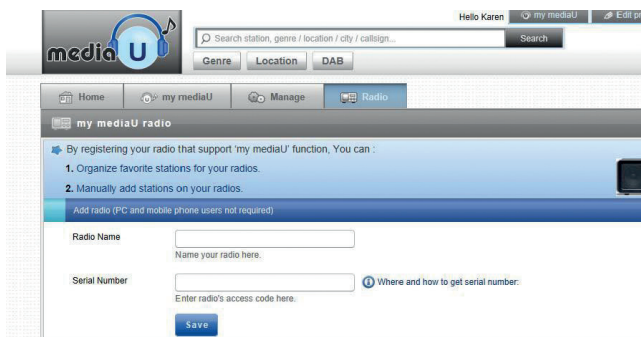 Hello Karen my mediaU Edit
media U
Search station, genre / location / city / callsign... Search
Genre Location DAB
Home my mediaU Manage Radio
my mediaU radio
By registering your radio that support 'my mediaU' function, You can :
1. Organize favorite stations for your radios.
2. Manually add stations on your radios.
Add radio (PC and mobile phone users not required)
Radio Name
Name your radio here.
Serial Number Where and how to get serial number:
Enter radio's access code here.
Save